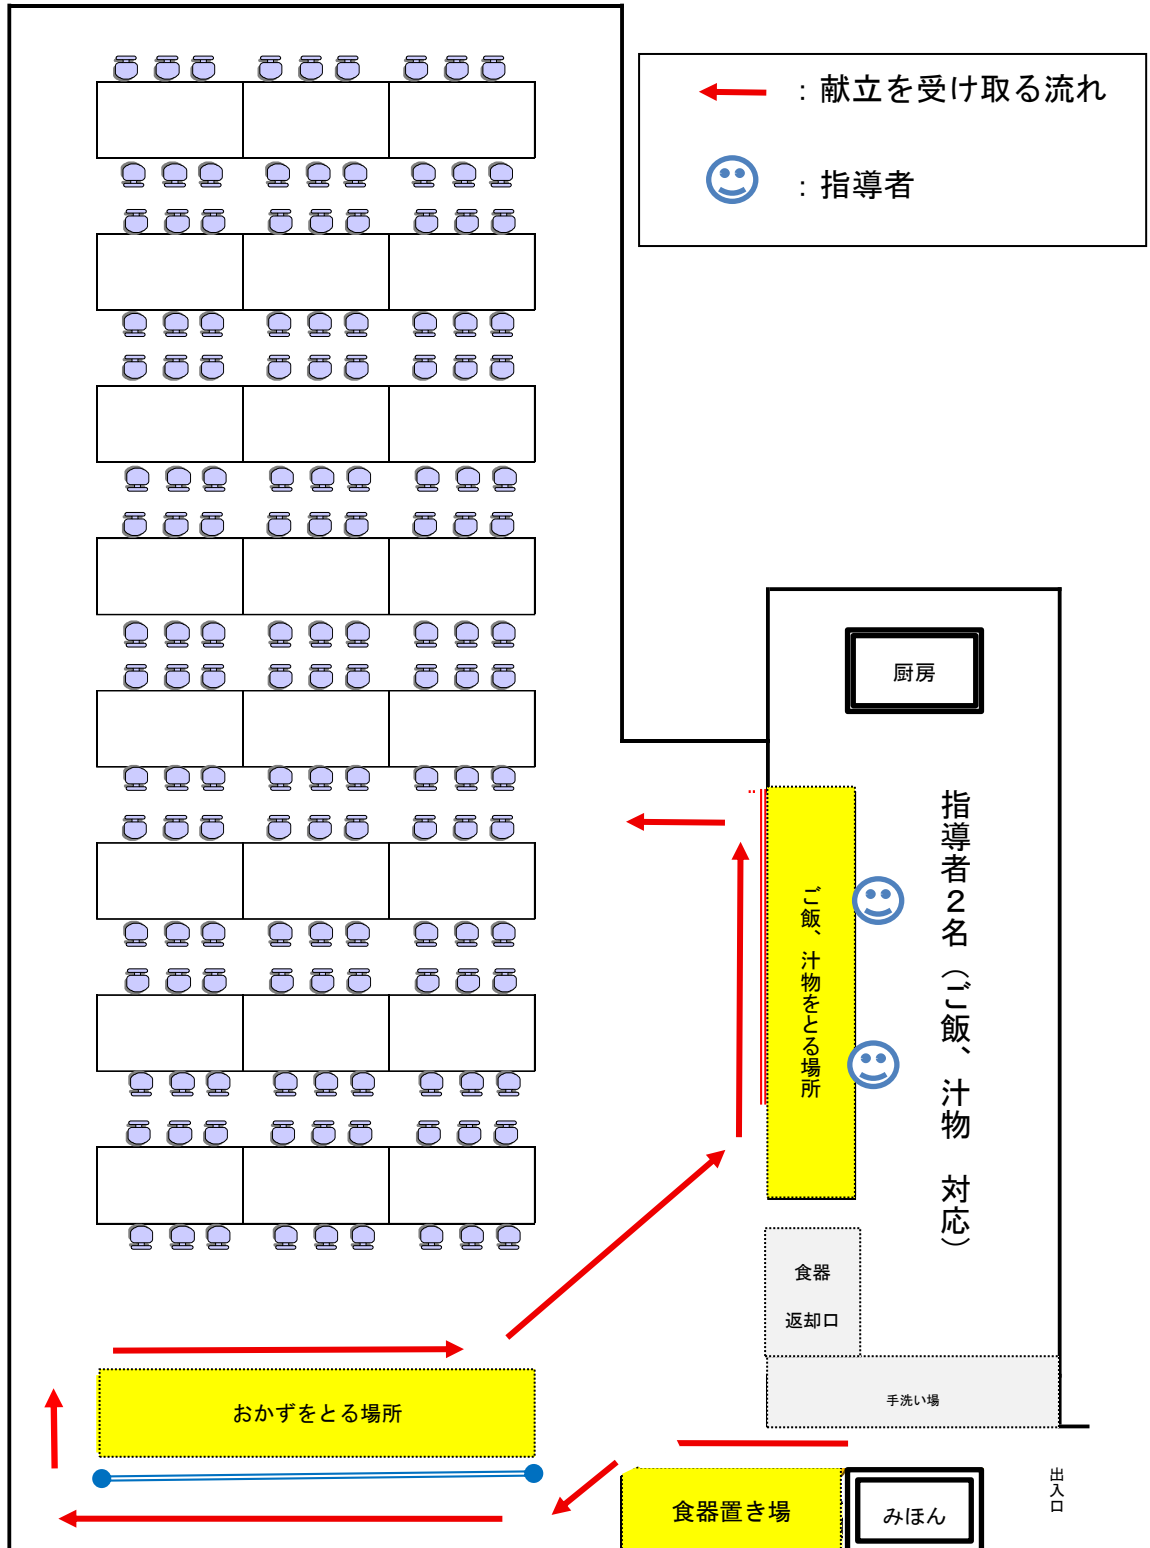 ：献立を受け取る流れ
：指導者
厨房
指導者２名（ご飯、汁物　対応）
ご飯、汁物をとる場所
食器
返却口
手洗い場
おかずをとる場所
出入口
食器置き場
みほん